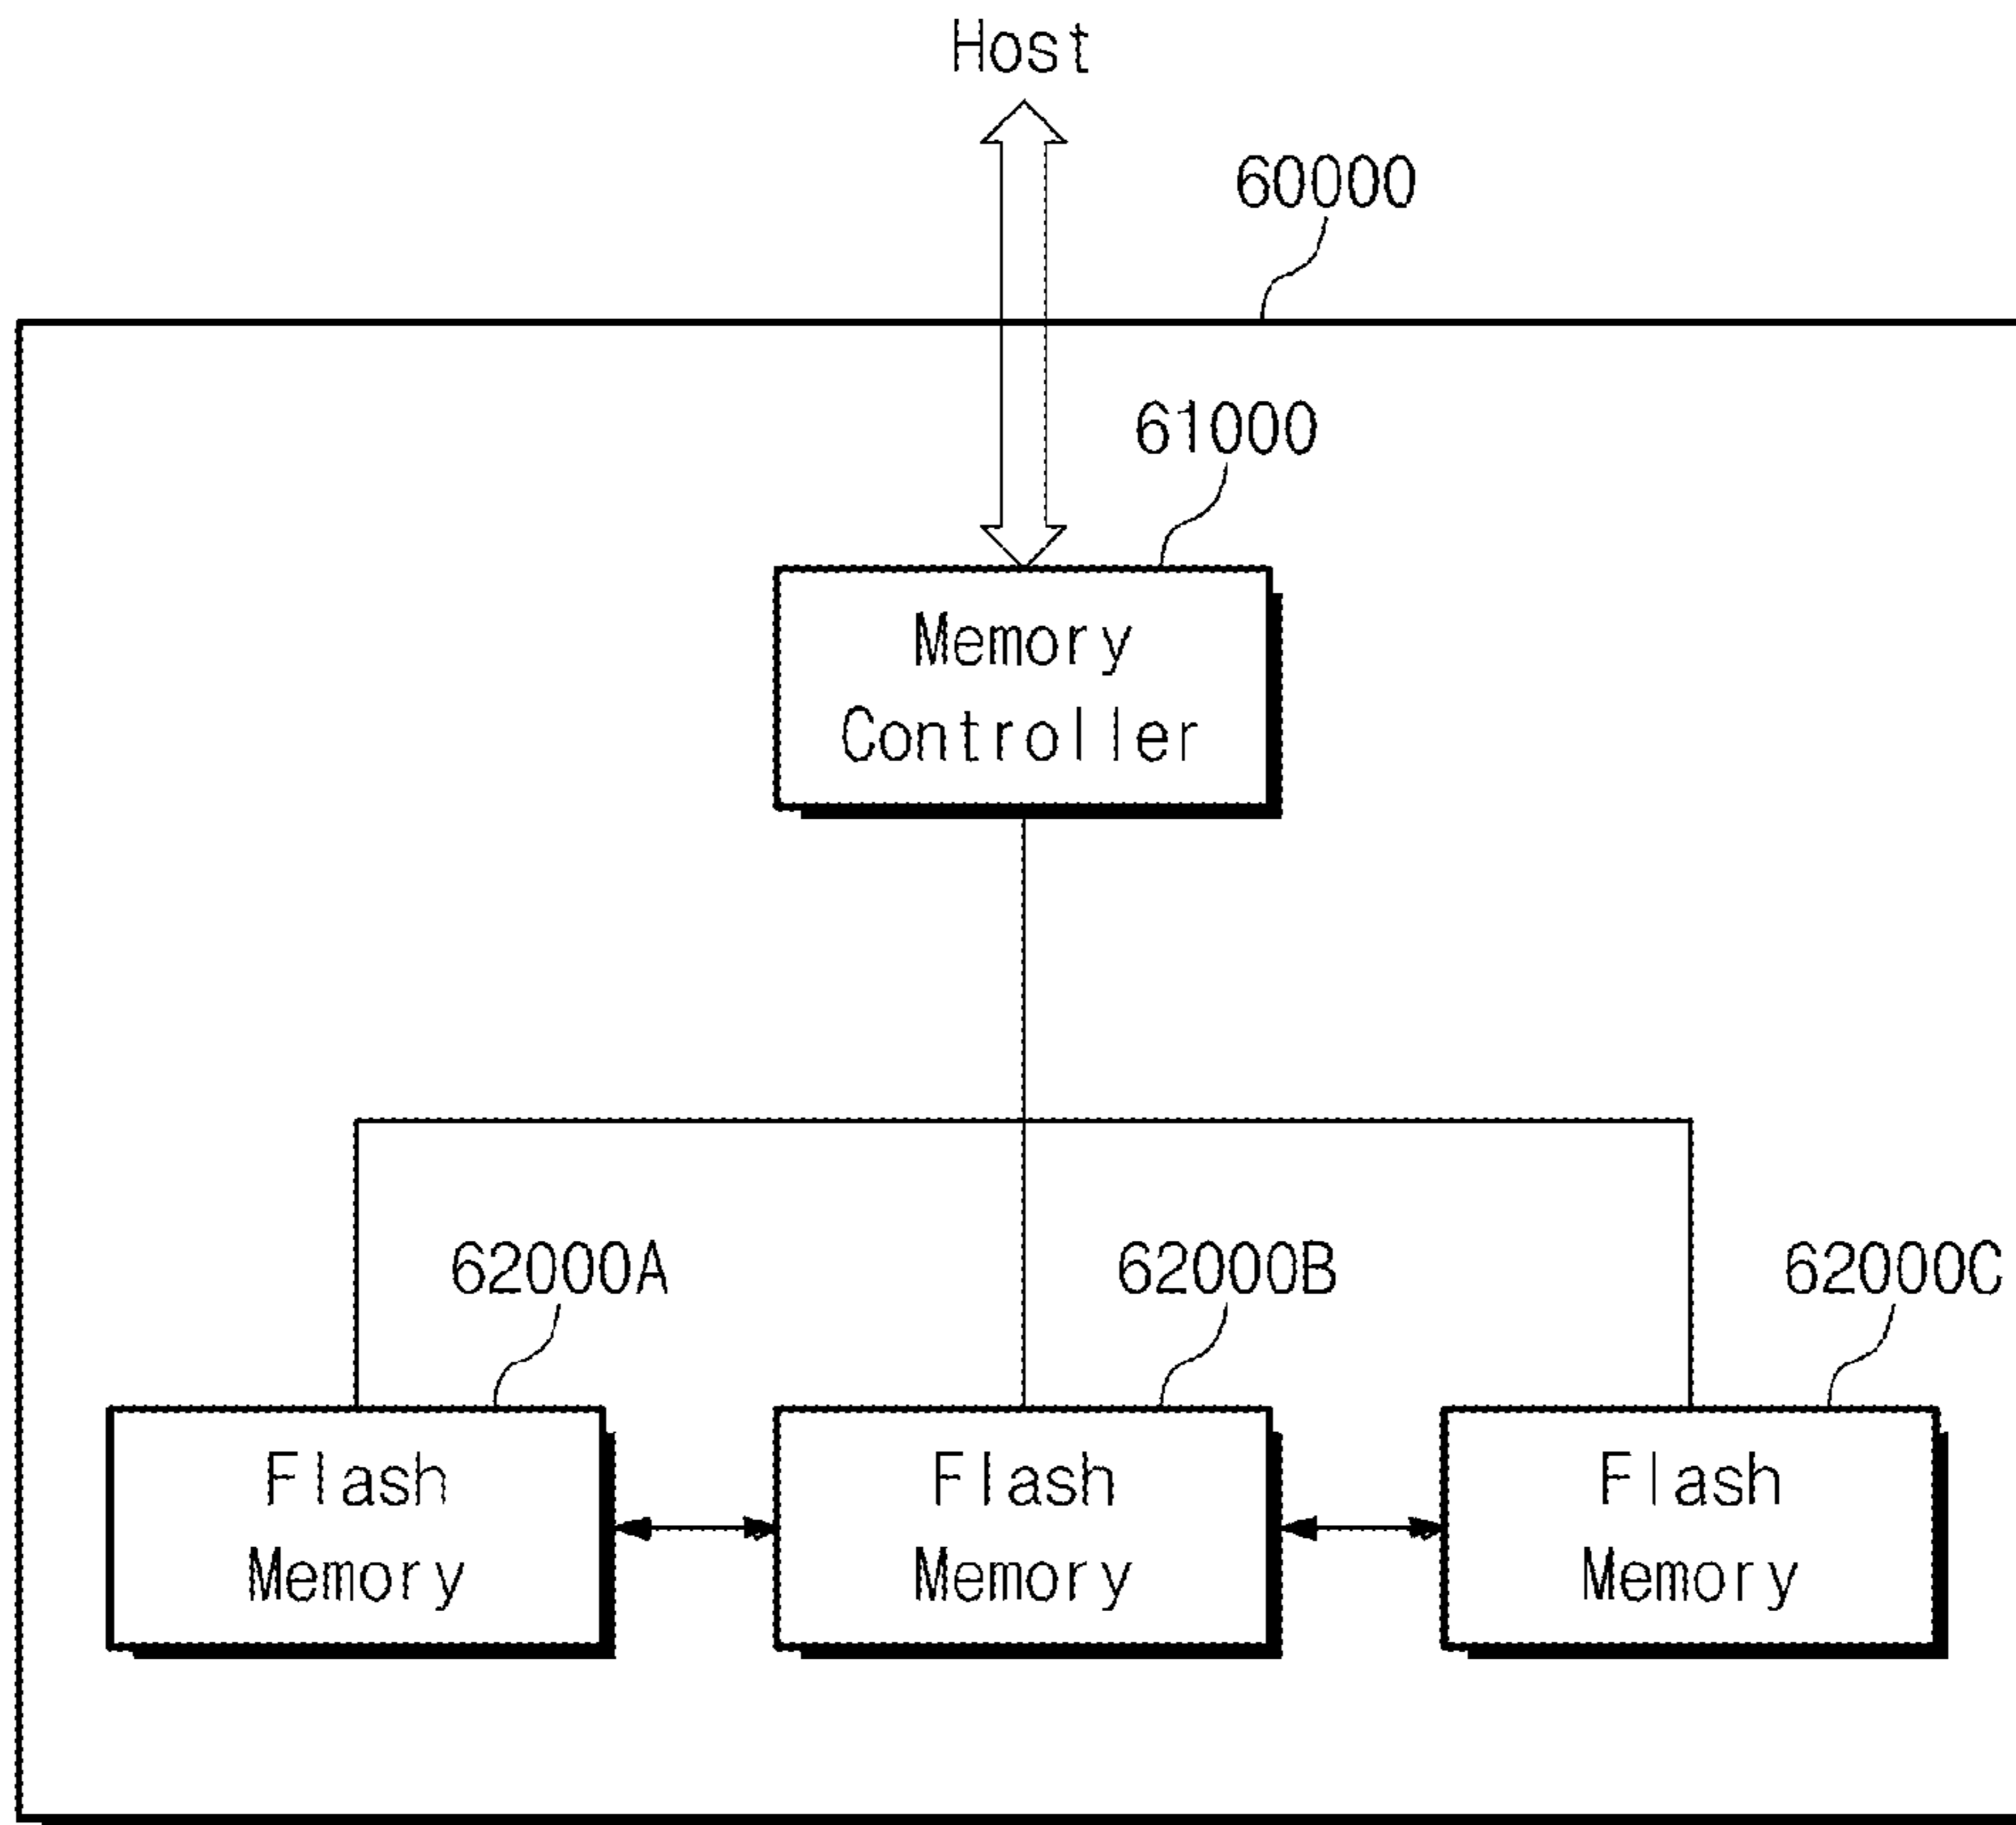 Host
60000
61000
Memory
Controller
62000A
62000B
62000C
Flash
Memory
Flash
Memory
Flash
Memory